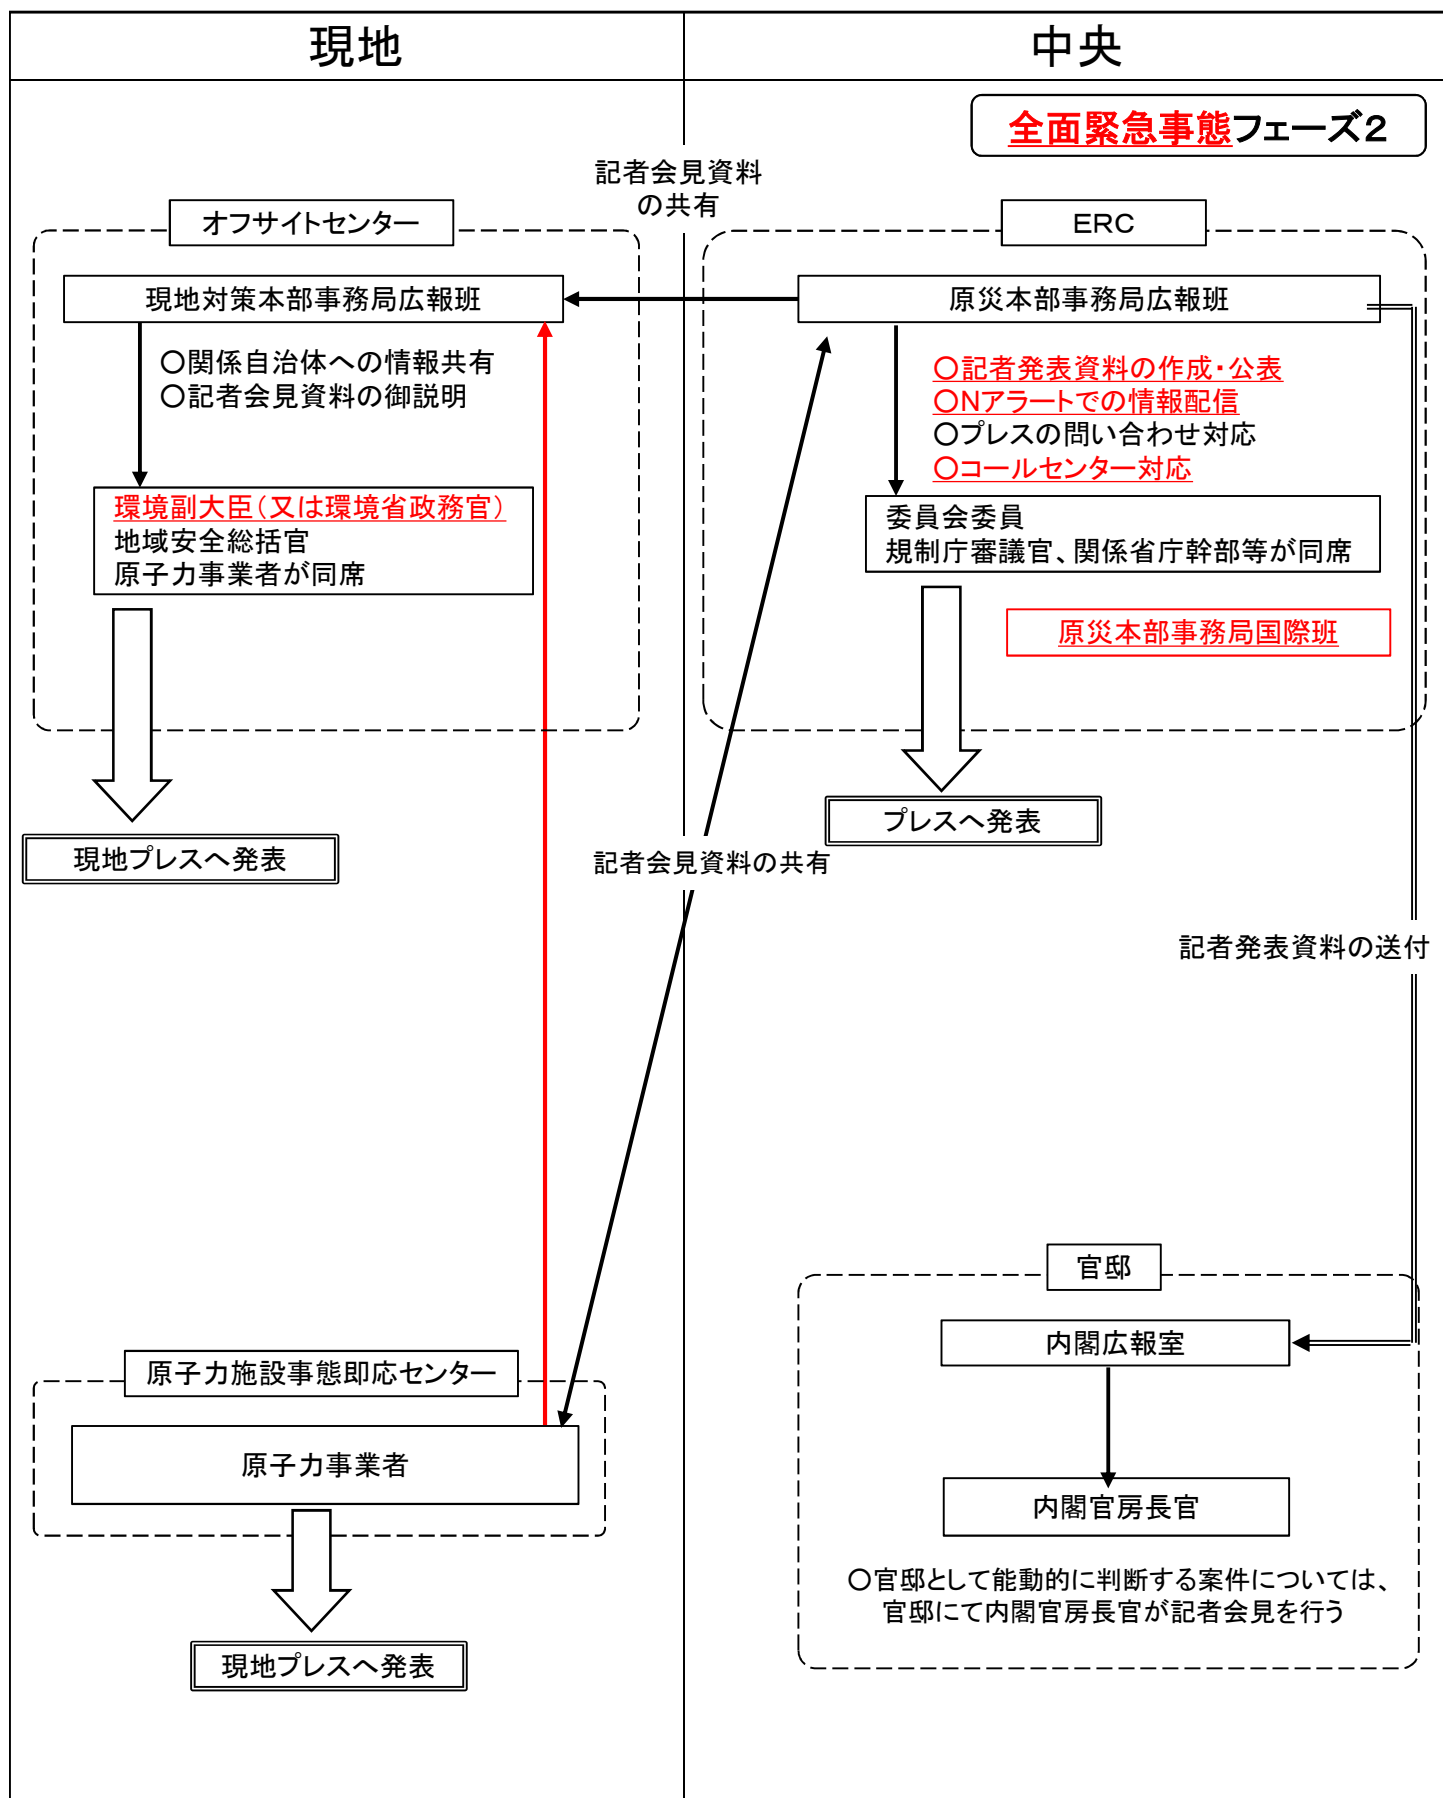 現地
中央
全面緊急事態フェーズ2
記者会見資料
の共有
オフサイトセンター
ERC
現地対策本部事務局広報班
原災本部事務局広報班
○関係自治体への情報共有
○記者会見資料の御説明
○記者発表資料の作成・公表
○Nアラートでの情報配信
○プレスの問い合わせ対応
○コールセンター対応
環境副大臣（又は環境省政務官）
地域安全総括官
原子力事業者が同席
委員会委員
規制庁審議官、関係省庁幹部等が同席
原災本部事務局国際班
プレスへ発表
現地プレスへ発表
記者会見資料の共有
記者発表資料の送付
官邸
内閣広報室
原子力施設事態即応センター
原子力事業者
内閣官房長官
○官邸として能動的に判断する案件については、
官邸にて内閣官房長官が記者会見を行う
現地プレスへ発表